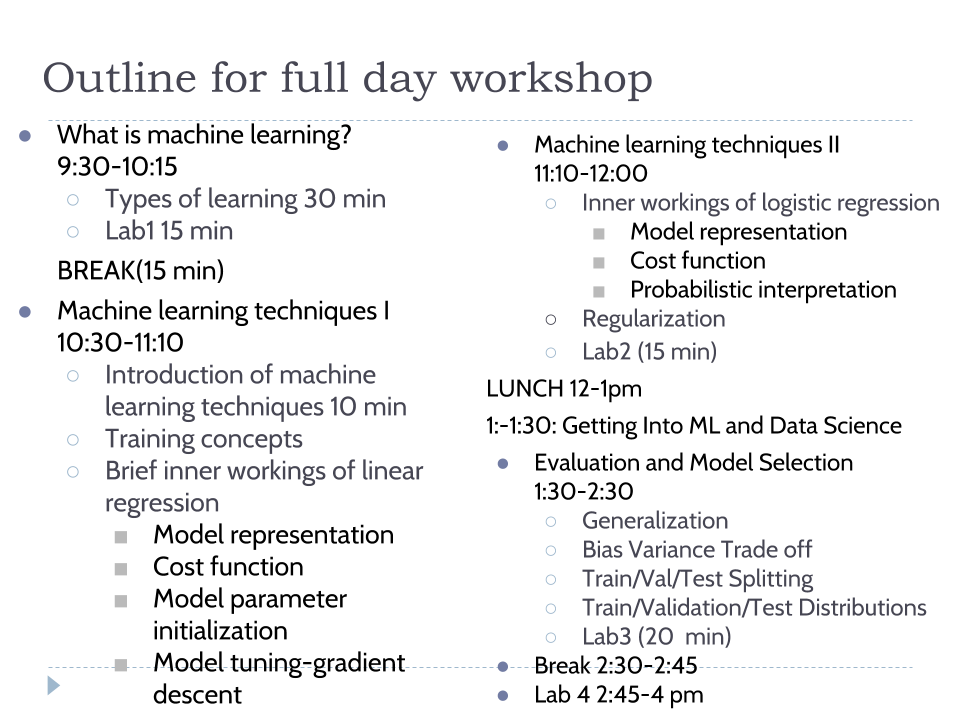 Outline for full day workshop
What is machine learning?
9:30-10:15
Types of learning 30 min
Lab1 15 min
BREAK(15 min)
Machine learning techniques I
10:30-11:10
Introduction of machine
learning techniques 10 min
Training concepts
Brief inner workings of linear
regression
Model representation
Cost function
Model parameter
initialization
Model tuning-gradient
descent
Machine learning techniques II
11:10-12:00
Inner workings of logistic regression
Model representation
Cost function
Probabilistic interpretation
Regularization
Lab2 (15 min)
LUNCH 12-1pm
1:-1:30: Getting Into ML and Data Science
Evaluation and Model Selection
1:30-2:30
Generalization
Bias Variance Trade off
Train/Val/Test Splitting
Train/Validation/Test Distributions
Lab3 (20 min)
Break 2:30-2:45
Lab 4 2:45-4 pm